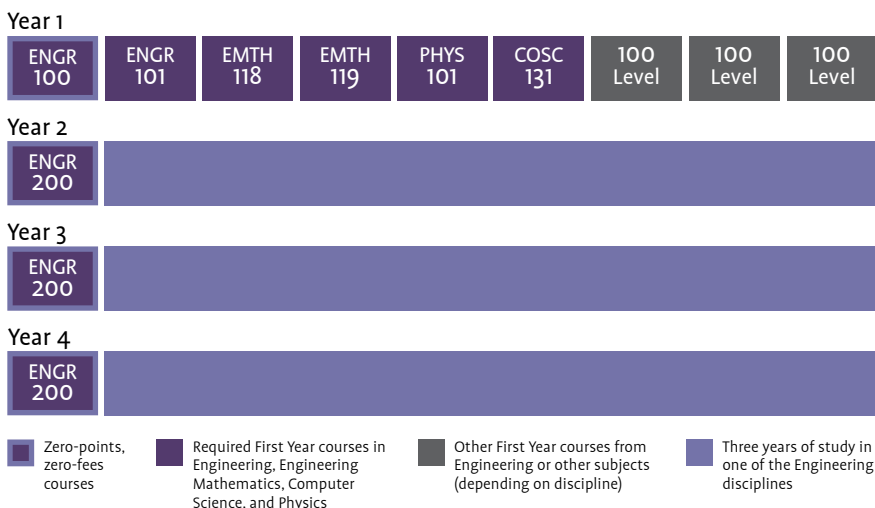 Year 1
ENGR
100
ENGR
101
EMTH
118
EMTH
119
PHYS
101
COSC
131
100
Level
100
Level
100
Level
Year 2
ENGR
200
Year 3
ENGR
200
Year 4
ENGR
200
Zero-points,
zero-fees
courses
Required First Year courses in
Engineering, Engineering
Mathematics, Computer
Science, and Physics
Other First Year courses from
Engineering or other subjects
(depending on discipline)
Three years of study in
one of the Engineering
disciplines